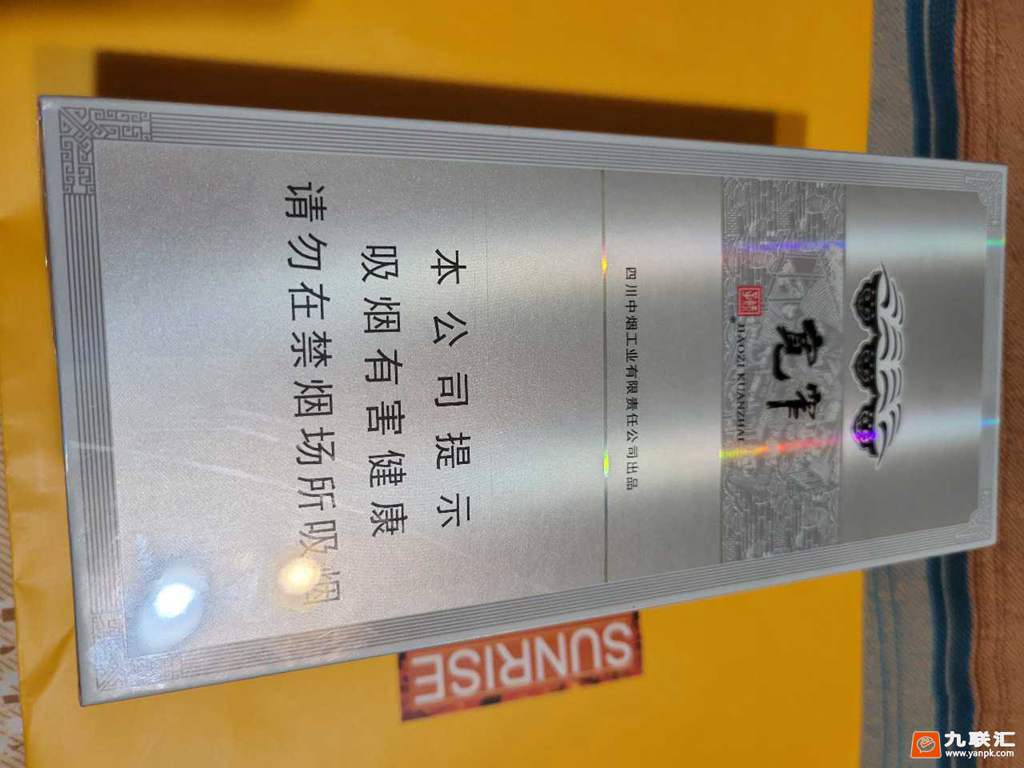 宽窄
JIAOZI KUANZHAI
四川中烟工业有限责任公司出品
本公司提示
吸烟有害健康
请勿在禁烟场所吸烟
SUNRISE
九联汇
www.yanpk.com